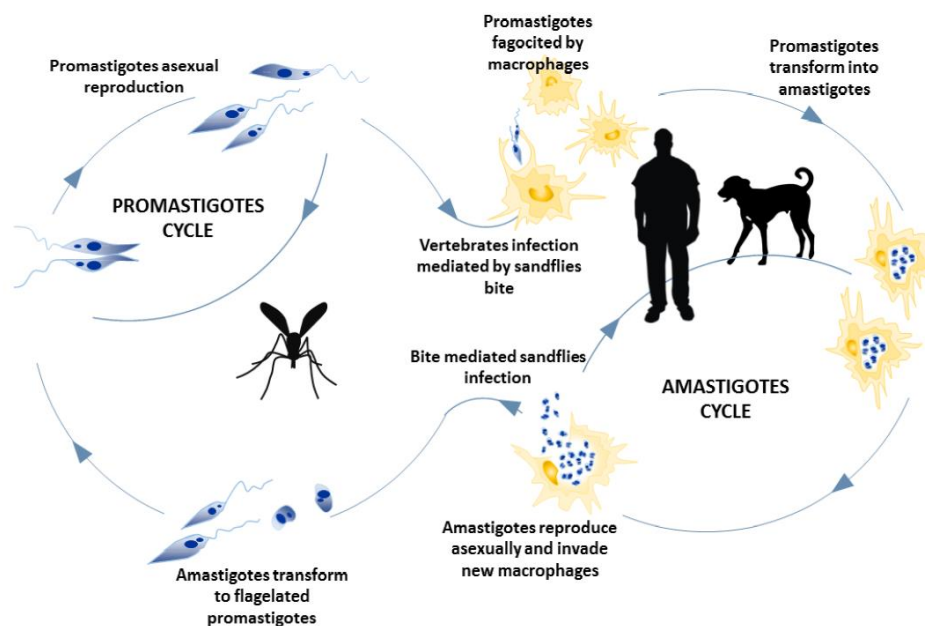 Promastigotes asexual
reproduction
Promastigotes
fagocited by
macrophages
Promastigotes
transform into
amastigotes
PROMASTIGOTES
CYCLE
Vertebrates infection
mediated by sandflies
bite
Bite mediated sandflies
infection
AMASTIGOTES
CYCLE
Amastigotes transform
to flagelated
promastigotes
Amastigotes reproduce
asexually and invade
new macrophages